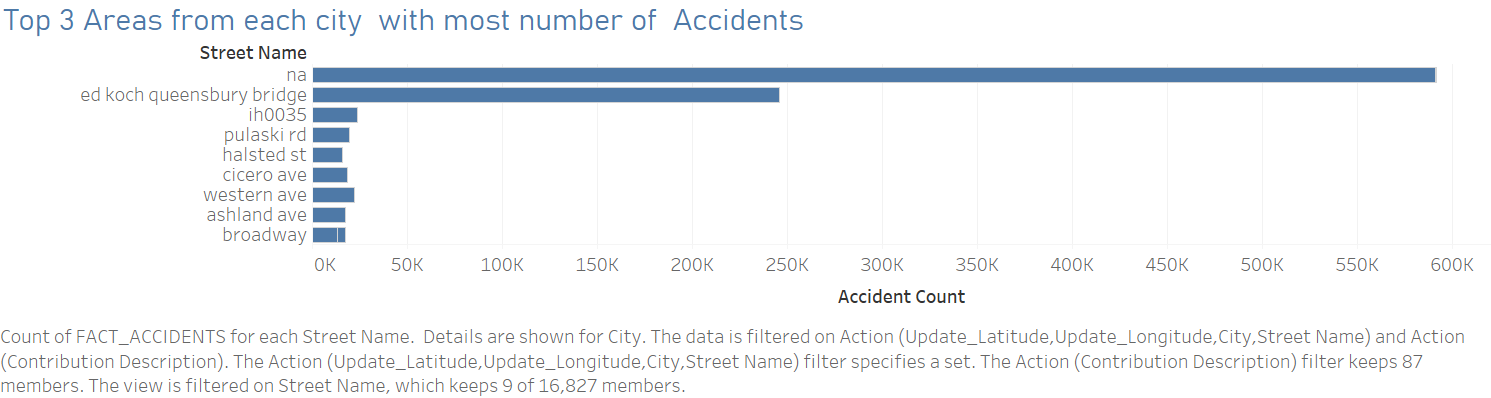 Top 3 Areas from each city  with most number of  Accidents
Street Name
na
ed koch queensbury bridge
ih0035
pulaski rd
halsted st
cicero ave
western ave
ashland ave
broadway
0K 50K 100K 150K 200K 250K 300K 350K 400K 450K 500K 550K 600K
Accident Count
Count of FACT_ACCIDENTS for each Street Name.  Details are shown for City. The data is filtered on Action (Update_Latitude,Update_Longitude,City,Street Name) and Action
(Contribution Description). The Action (Update_Latitude,Update_Longitude,City,Street Name) filter specifies a set. The Action (Contribution Description) filter keeps 87
members. The view is filtered on Street Name, which keeps 9 of 16,827 members.